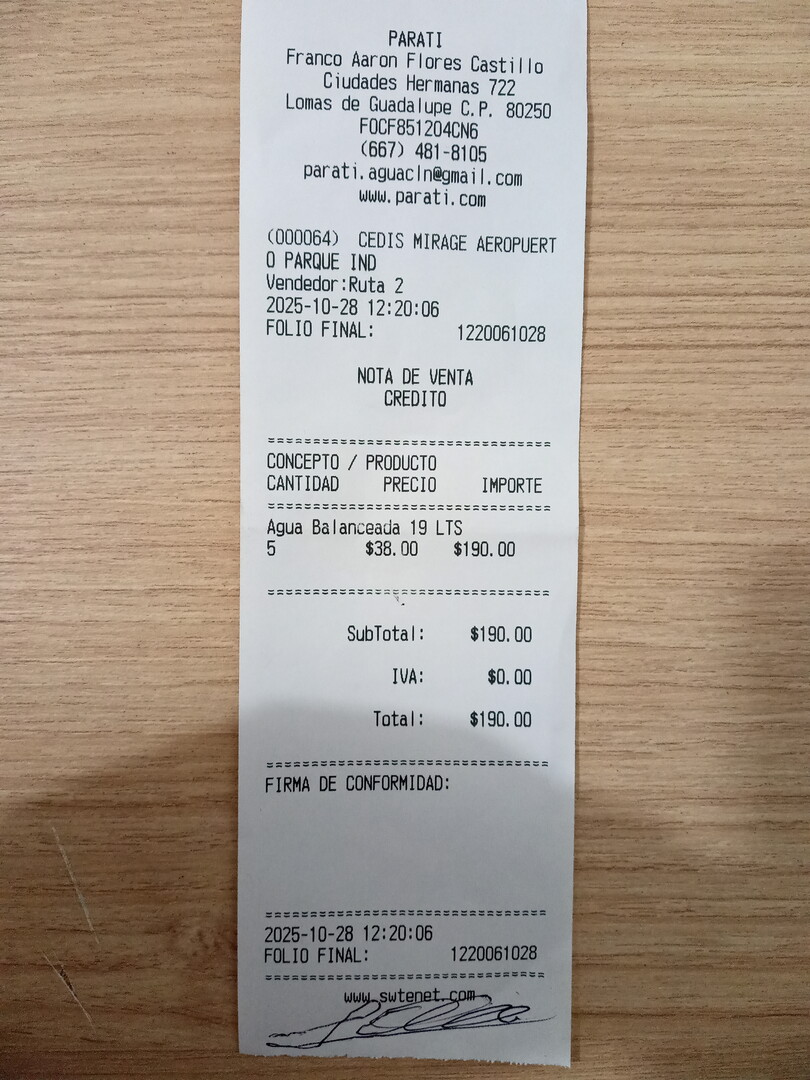 PARATI
Franco Aaron Flores Castillo
Ciudades Hermanas 722
Lomas de Guadalupe C.P. 80250
FOCF851204CN6
(667) 481-8105
parati.aguacln@gmail.com
www.parati.com
(000064) CEDIS MIRAGE AEROPUERT
O PARQUE IND
Vendedor:Ruta 2
2025-10-28 12:20:06
FOLIO FINAL: 1220061028
NOTA DE VENTA
CREDITO
===============================
CONCEPTO / PRODUCTO
CANTIDAD PRECIO IMPORTE
===============================
Agua Balanceada 19 LTS
5 $38.00 $190.00
===============================
SubTotal: $190.00
IVA: $0.00
Total: $190.00
===============================
FIRMA DE CONFORMIDAD:
===============================
2025-10-28 12:20:06
FOLIO FINAL: 1220061028
===============================
www.swtenet.com